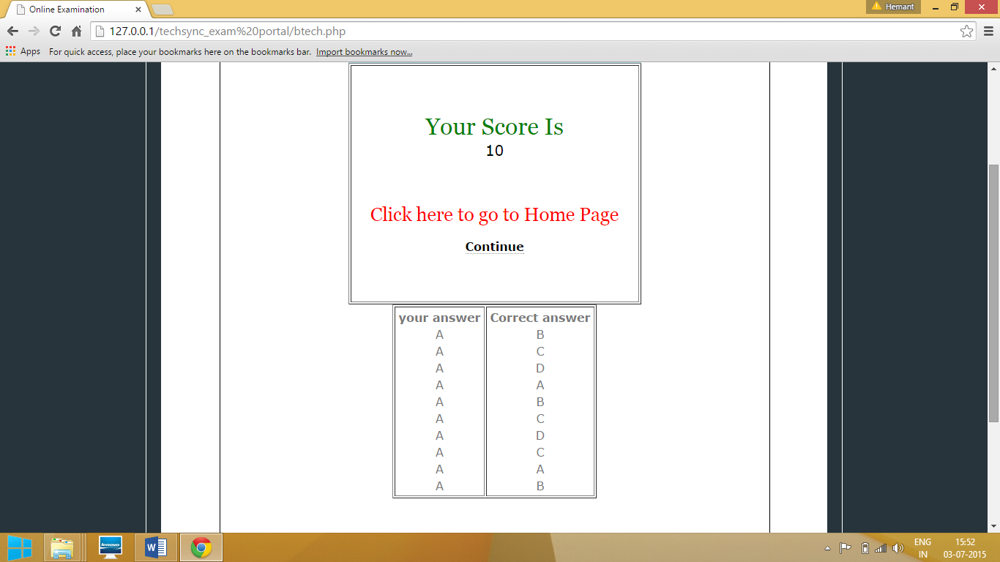 Online Examination
Hemant
127.0.0.1/techsync_exam%20portal/btech.php
Apps For quick access, place your bookmarks here on the bookmarks bar. Import bookmarks now...
Your Score Is
10
Click here to go to Home Page
Continue
your answer Correct answer
A B
A C
A D
A A
A B
A C
A D
A C
A A
A B
lenovo
W
ENG 15:52
IN 03-07-2015